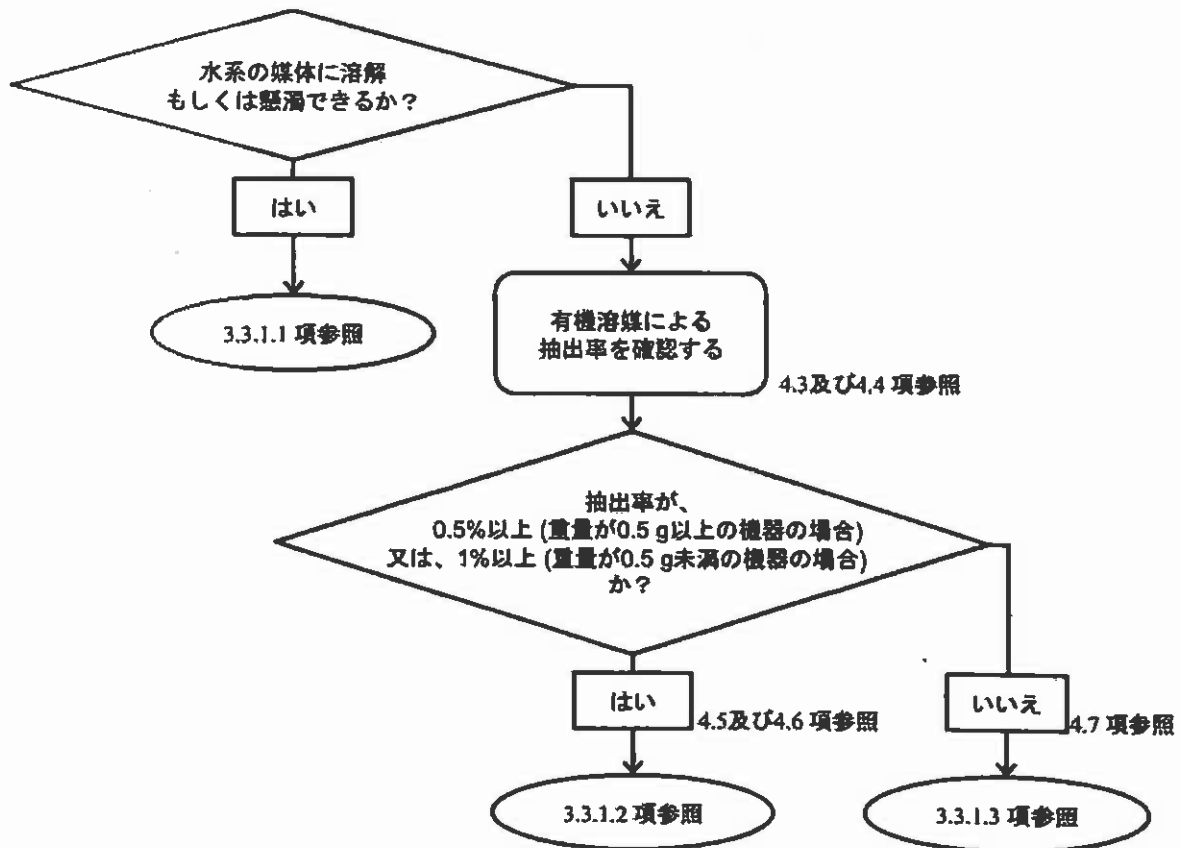 水系の媒体に溶解
もしくは懸濁できるか？
はい
いいえ
3.3.1.1 項参照
有機溶媒による
抽出率を確認する
4.3及び4.4 項参照
抽出率が、
0.5%以上 (重量が0.5 g以上の機器の場合)
又は、1%以上 (重量が0.5 g未満の機器の場合)
か？
はい
4.5及び4.6 項参照
いいえ
4.7 項参照
3.3.1.2 項参照
3.3.1.3 項参照